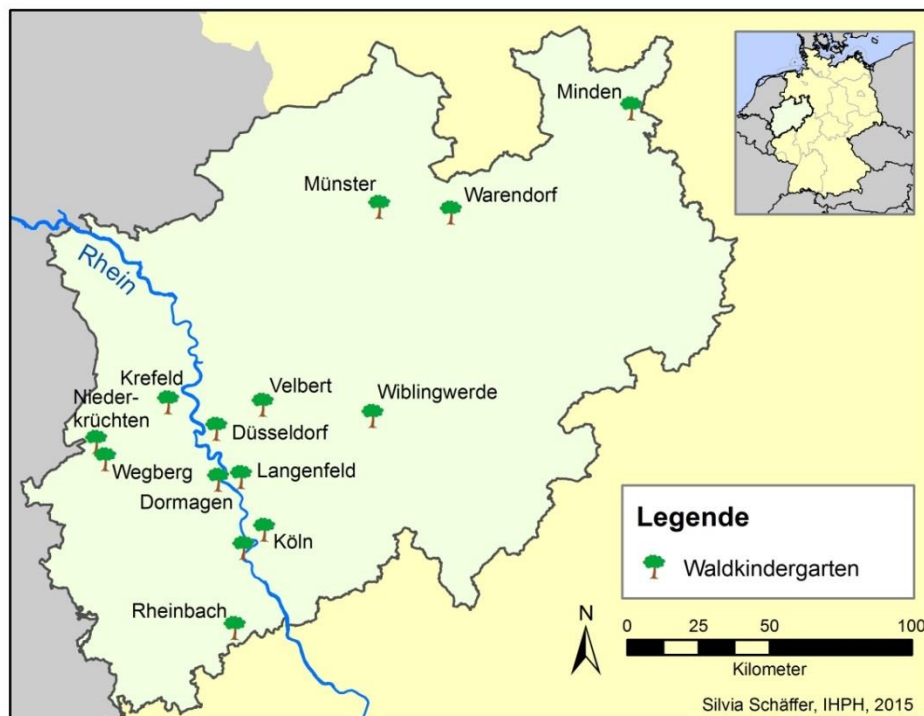 Minden
Münster
Warendorf
Rhein
Krefeld
Velbert
Wiblingwerde
Nieder-
krüchten
Düsseldorf
Wegberg
Langenfeld
Dormagen
Köln
Rheinbach
Legende
Waldkindergarten
N
0 25 50 100
Kilometer
Silvia Schäffer, IHPH, 2015